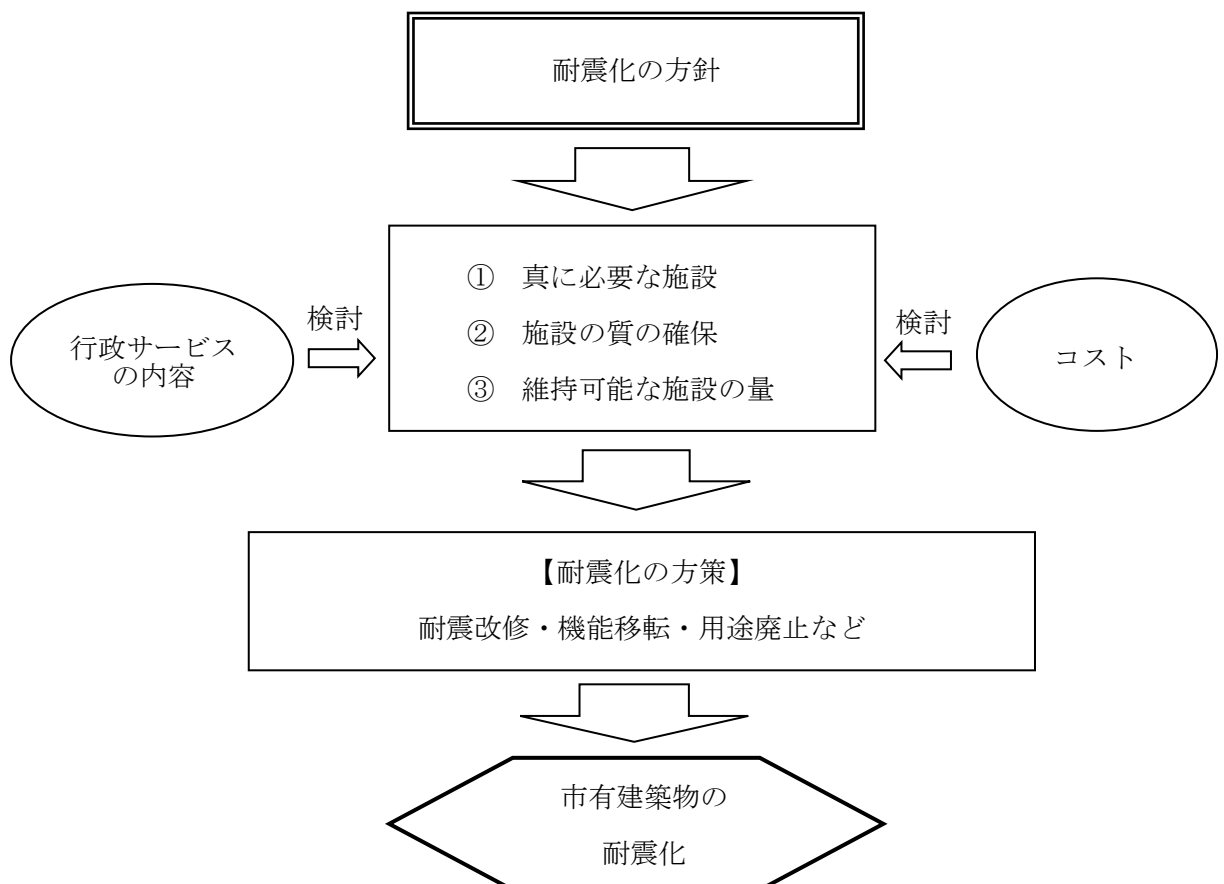 耐震化の方針
① 真に必要な施設
② 施設の質の確保
③ 維持可能な施設の量
検討
行政サービス
の内容
検討
コスト
【耐震化の方策】
耐震改修・機能移転・用途廃止など
市有建築物の
耐震化